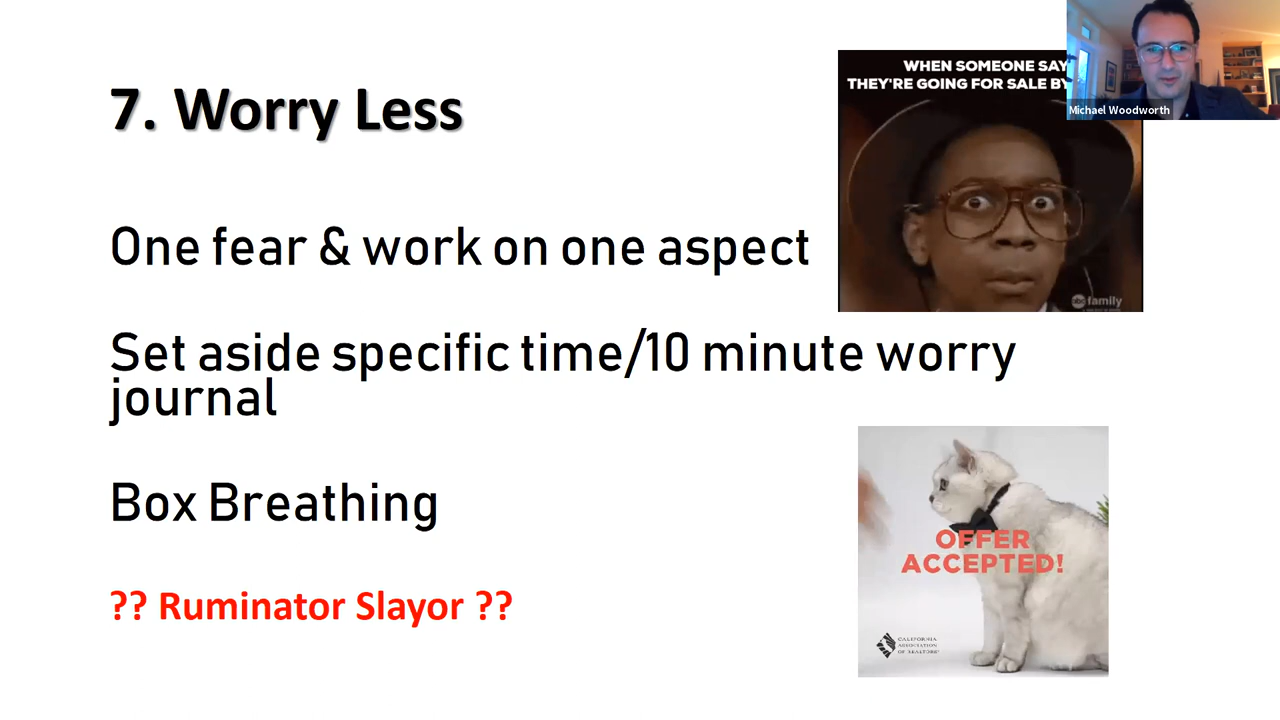 7. Worry Less
WHEN SOMEONE SAY
THEY'RE GOING FOR SALE BY
Michael Woodworth
One fear & work on one aspect
abc family
Set aside specific time/10 minute worry
journal
Box Breathing
OFFER
ACCEPTED!
?? Ruminator Slayor ??
CALIFORNIA
ASSOCIATION
OF REALTORS®